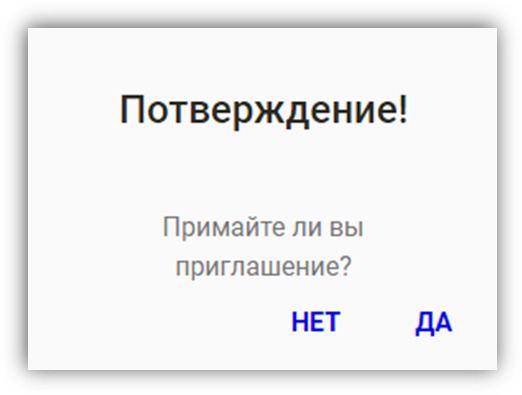 Потверждение!
Примайте ли вы
приглашение?
НЕТ ДА